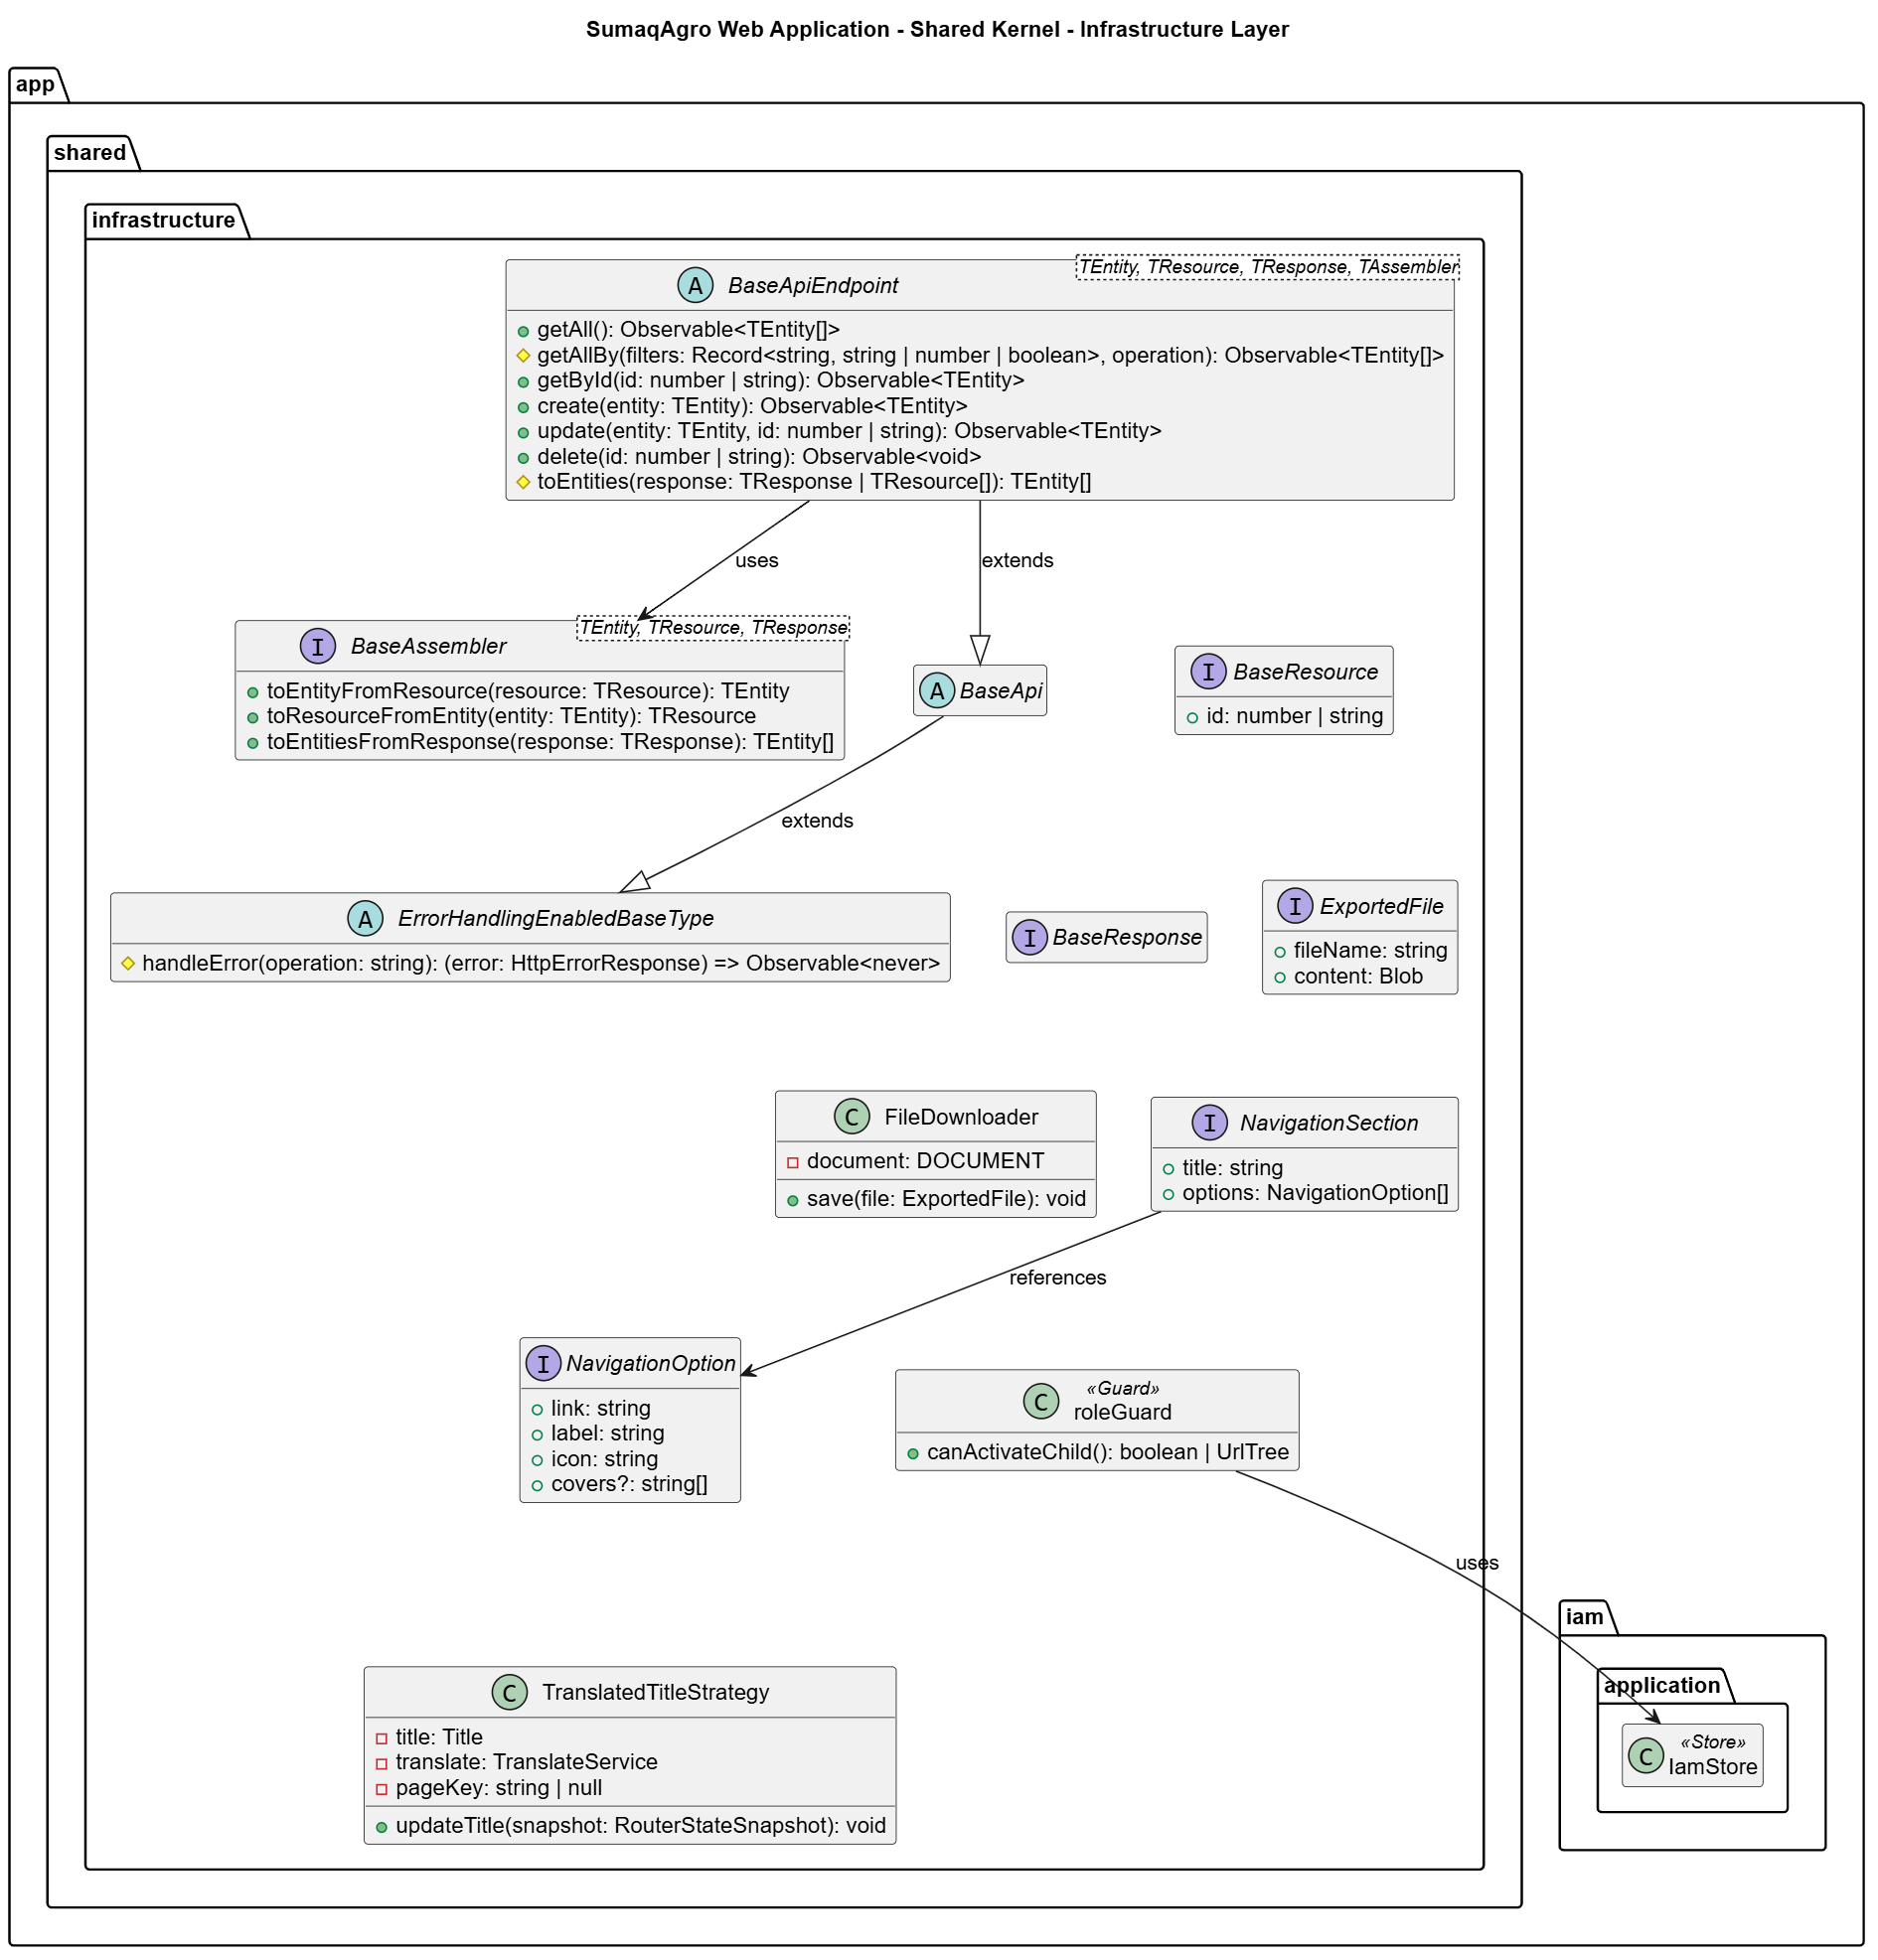 SumaqAgro Web Application - Shared Kernel - Infrastructure Layer
app
shared
infrastructure
TEntity, TResource, TResponse, TAssembler
A BaseApiEndpoint
getAll(): Observable<TEntity[]>
getAllBy(filters: Record<string, string | number | boolean>, operation): Observable<TEntity[]>
getById(id: number | string): Observable<TEntity>
create(entity: TEntity): Observable<TEntity>
update(entity: TEntity, id: number | string): Observable<TEntity>
delete(id: number | string): Observable<void>
toEntities(response: TResponse | TResource[]): TEntity[]
uses
extends
TEntity, TResource, TResponse
I BaseAssembler
toEntityFromResource(resource: TResource): TEntity
toResourceFromEntity(entity: TEntity): TResource
toEntitiesFromResponse(response: TResponse): TEntity[]
A BaseApi
I BaseResource
id: number | string
extends
A ErrorHandlingEnabledBaseType
handleError(operation: string): (error: HttpErrorResponse) => Observable<never>
I BaseResponse
I ExportedFile
fileName: string
content: Blob
C FileDownloader
document: DOCUMENT
save(file: ExportedFile): void
I NavigationSection
title: string
options: NavigationOption[]
references
I NavigationOption
link: string
label: string
icon: string
covers?: string[]
«Guard»
C roleGuard
canActivateChild(): boolean | UrlTree
uses
iam
application
«Store»
C IamStore
C TranslatedTitleStrategy
title: Title
translate: TranslateService
pageKey: string | null
updateTitle(snapshot: RouterStateSnapshot): void